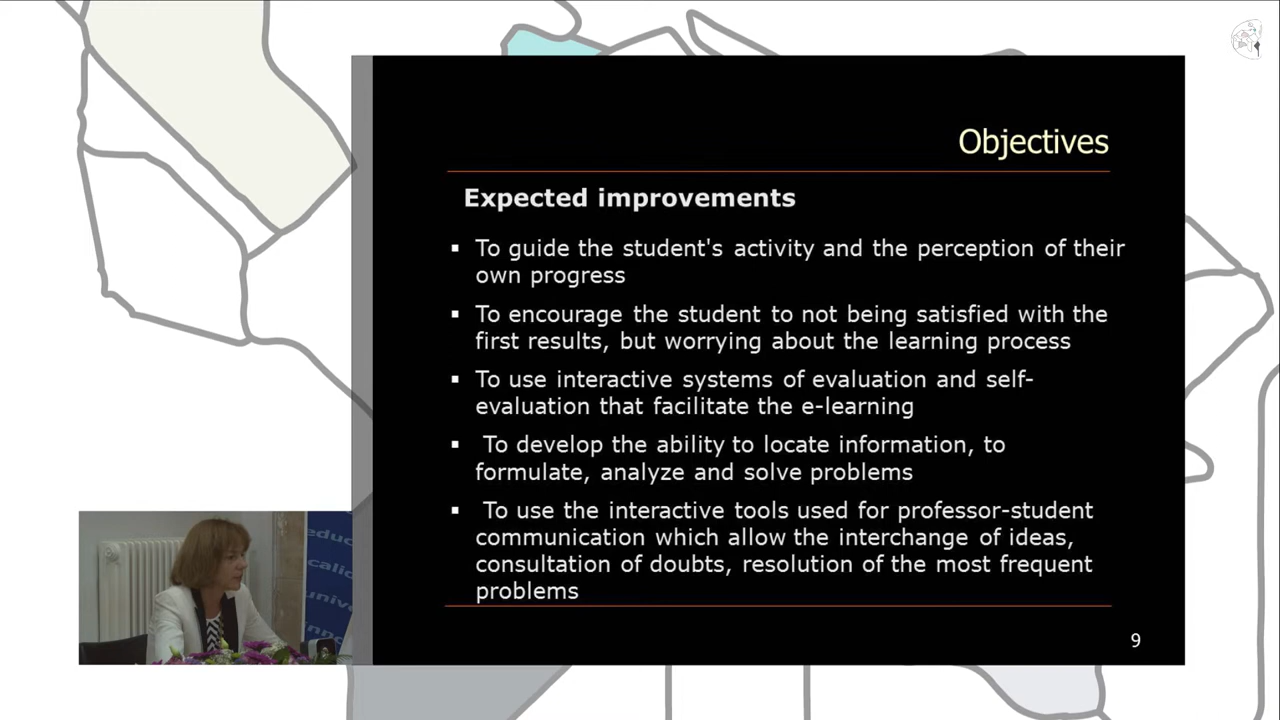 Objectives
Expected improvements
▪ To guide the student's activity and the perception of their
own progress
▪ To encourage the student to not being satisfied with the
first results, but worrying about the learning process
▪ To use interactive systems of evaluation and self-
evaluation that facilitate the e-learning
▪ To develop the ability to locate information, to
formulate, analyze and solve problems
▪ To use the interactive tools used for professor-student
communication which allow the interchange of ideas,
consultation of doubts, resolution of the most frequent
problems
9